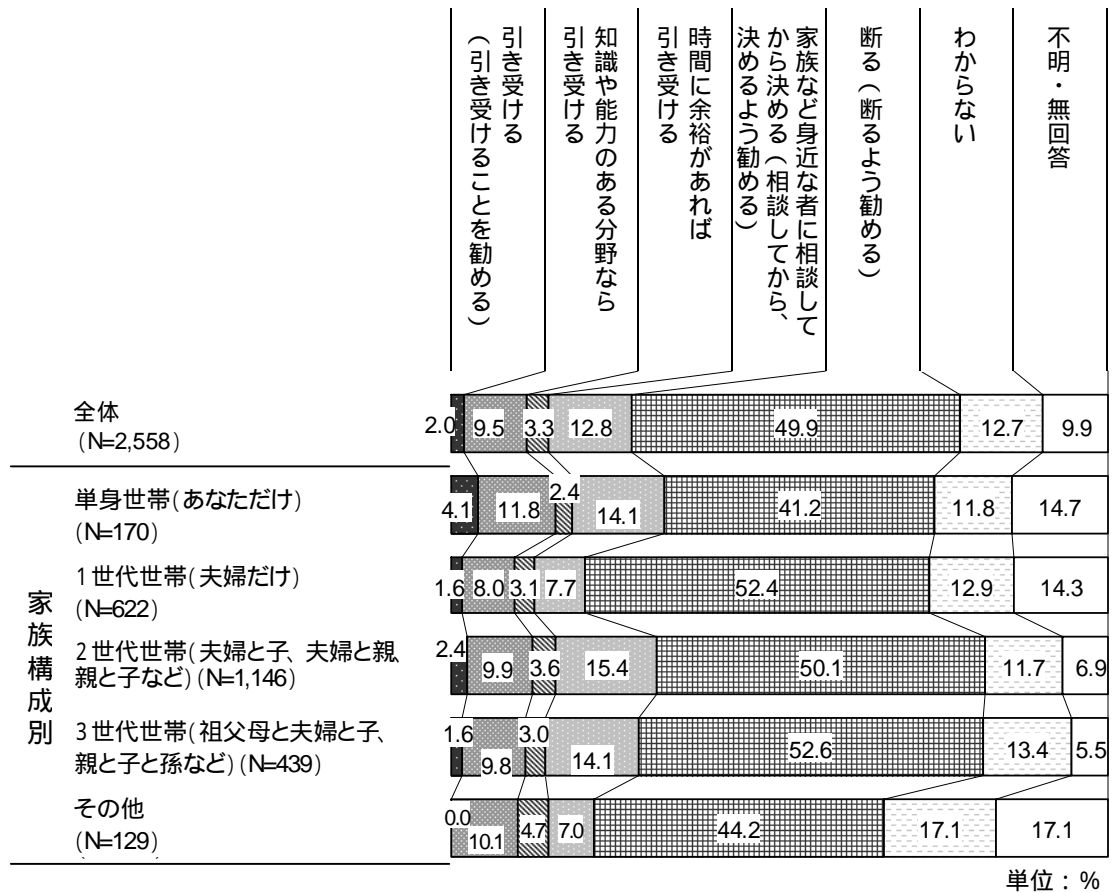 引き受ける
(引き受けることを勧める)
知識や能力のある分野なら
引き受ける
時間に余裕があれば
引き受ける
家族など身近な者に相談して
から決める(相談してから、
決めるよう勧める)
断る(断るよう勧める)
わからない
不明・無回答
全体
(N=2,558)
2.0 9.5 3.3 12.8 49.9 12.7 9.9
家族構成別
単身世帯(あなただけ)
(N=170)
4.1 11.8 2.4 14.1 41.2 11.8 14.7
1世代世帯(夫婦だけ)
(N=622)
1.6 8.0 3.1 7.7 52.4 12.9 14.3
2世代世帯(夫婦と子、夫婦と親、
親と子など)(N=1,146)
2.4 9.9 3.6 15.4 50.1 11.7 6.9
3世代世帯(祖父母と夫婦と子、
親と子と孫など)(N=439)
1.6 9.8 3.0 14.1 52.6 13.4 5.5
その他
(N=129)
0.0 10.1 4.7 7.0 44.2 17.1 17.1
単位:%